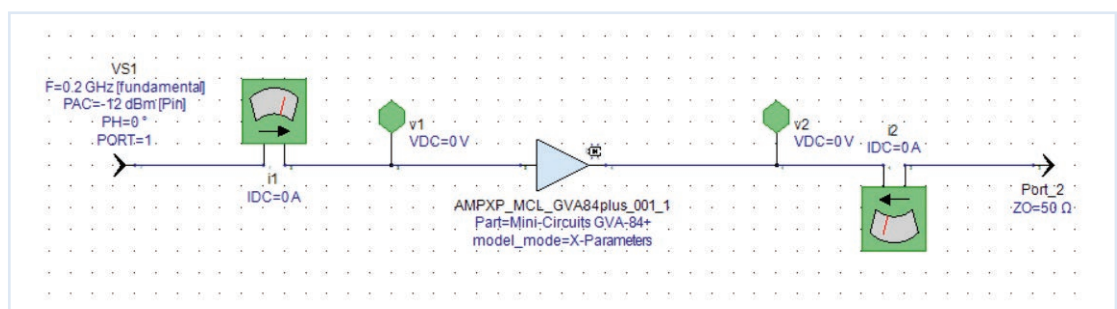 VS1
F=0.2 GHz [fundamental]
PAC=-12 dBm [Pin]
PH=0 °
PORT=1
i1
IDC=0 A
v1
VDC=0 V
AMPXP_MCL_GVA84plus_001_1
Part=Mini-Circuits GVA-84+
model_mode=X-Parameters
v2
VDC=0 V
i2
IDC=0 A
Port_2
ZO=50 Ω